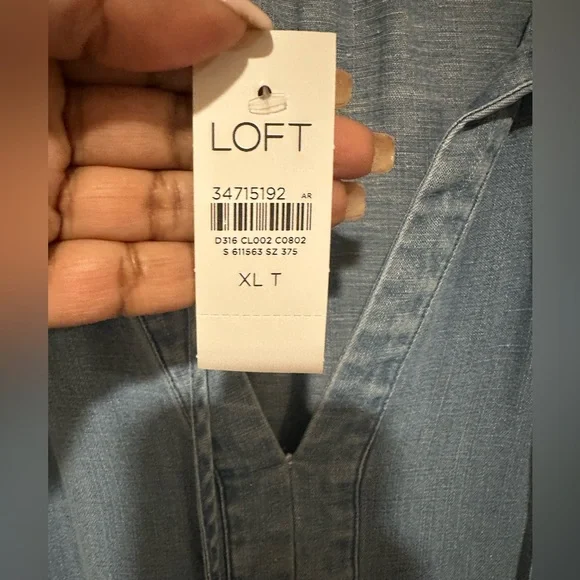 LOFT
34715192 AR
D316 CL002 C0802
S 611563 SZ 375
XL T